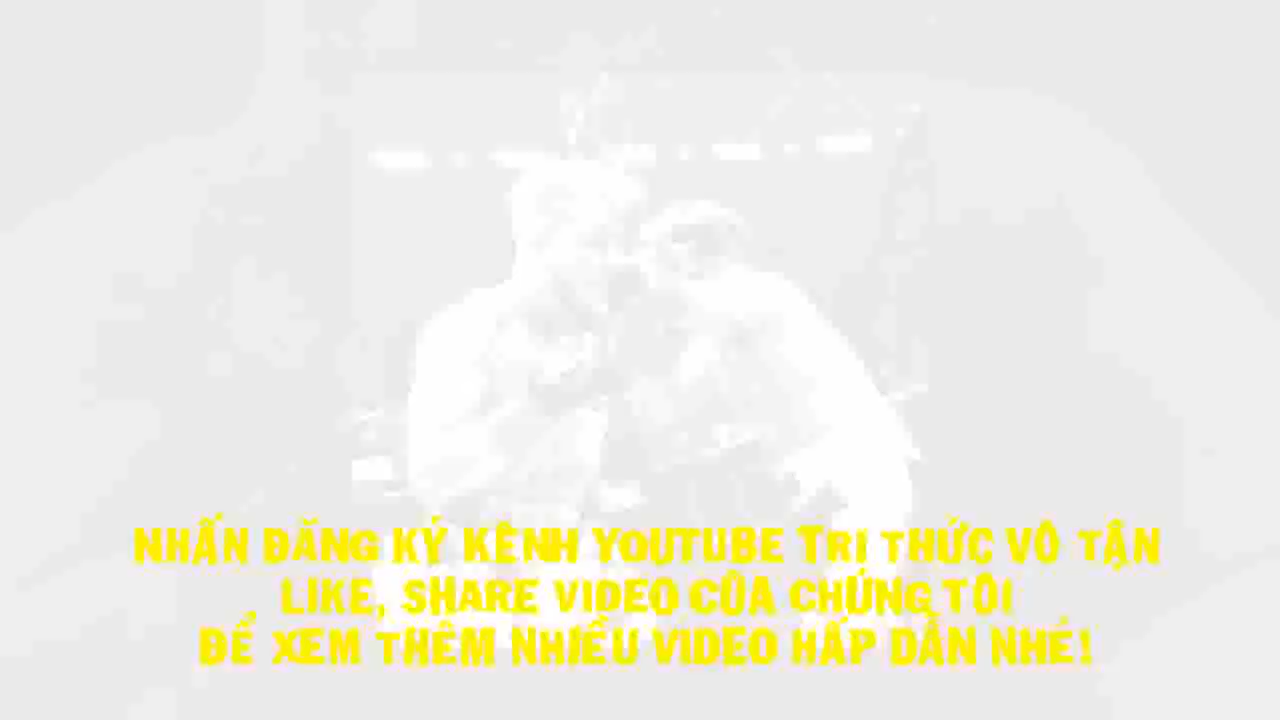 NHẤN ĐĂNG KÝ KÊNH YOUTUBE TRI THỨC VÔ TẬN
LIKE, SHARE VIDEO CỦA CHÚNG TÔI
ĐỂ XEM THÊM NHIỀU VIDEO HẤP DẪN NHÉ!